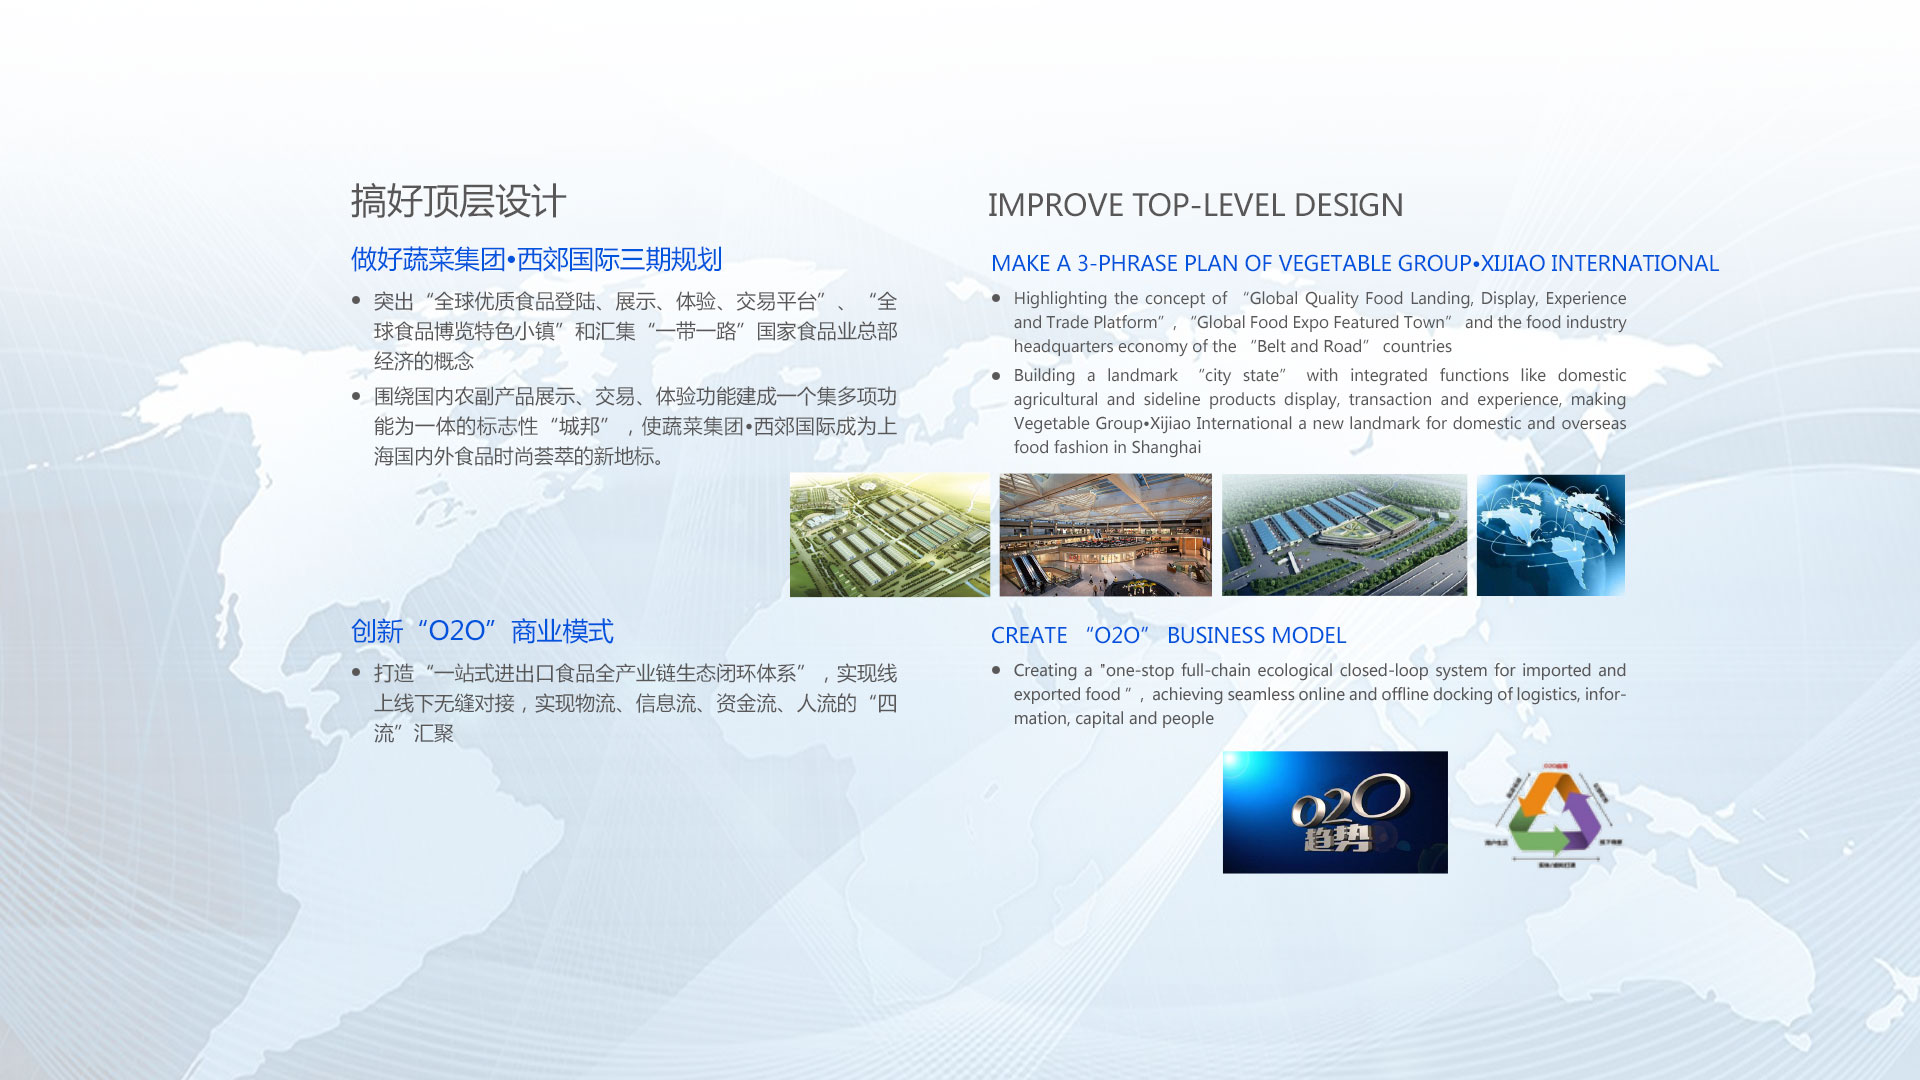 搞好顶层设计
做好蔬菜集团•西郊国际三期规划
• 突出“全球优质食品登陆、展示、体验、交易平台”、“全
球食品博览特色小镇”和汇集“一带一路”国家食品业总部
经济的概念
• 围绕国内农副产品展示、交易、体验功能建成一个集多项功
能为一体的标志性“城邦”，使蔬菜集团•西郊国际成为上
海国内外食品时尚荟萃的新地标。
创新“O2O”商业模式
• 打造“一站式进出口食品全产业链生态闭环体系”，实现线
上线下无缝对接，实现物流、信息流、资金流、人流的“四
流”汇聚
IMPROVE TOP-LEVEL DESIGN
MAKE A 3-PHRASE PLAN OF VEGETABLE GROUP•XIJIAO INTERNATIONAL
• Highlighting the concept of “Global Quality Food Landing, Display, Experience
and Trade Platform”, “Global Food Expo Featured Town” and the food industry
headquarters economy of the “Belt and Road” countries
• Building a landmark “city state” with integrated functions like domestic
agricultural and sideline products display, transaction and experience, making
Vegetable Group•Xijiao International a new landmark for domestic and overseas
food fashion in Shanghai
CREATE “O2O” BUSINESS MODEL
• Creating a "one-stop full-chain ecological closed-loop system for imported and
exported food”, achieving seamless online and offline docking of logistics, infor-
mation, capital and people
O2O
趋势